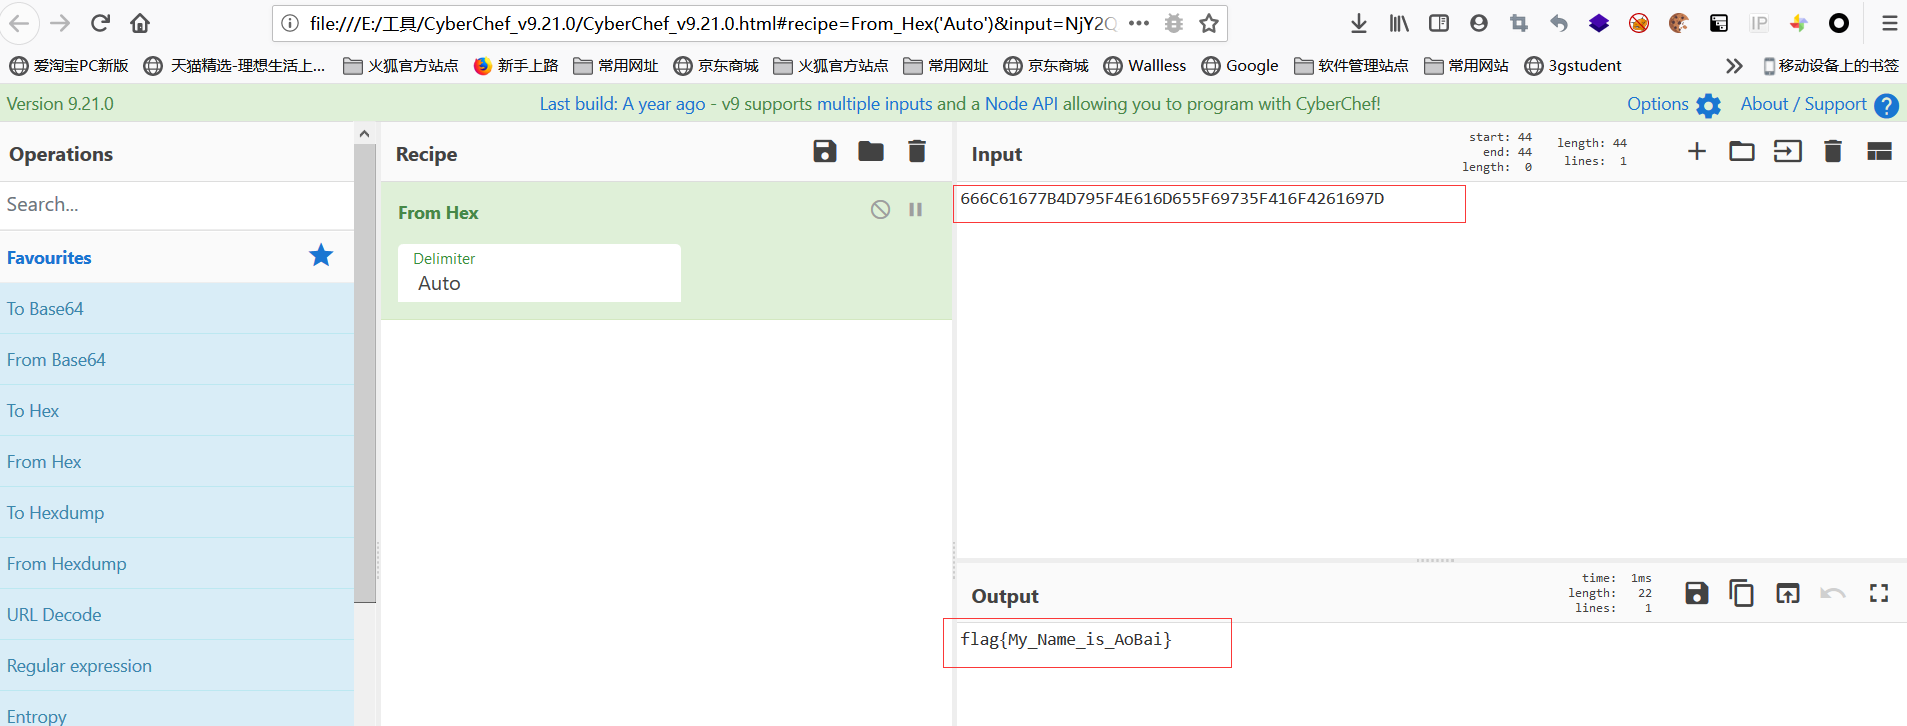 file:///E:/工具/CyberChef_v9.21.0/CyberChef_v9.21.0.html#recipe=From_Hex('Auto')&input=NjY2Q
爱淘宝PC新版 天猫精选-理想生活上... 火狐官方站点 新手上路 常用网址 京东商城 火狐官方站点 常用网址 京东商城 Wallless Google 软件管理站点 常用网站 3gstudent 移动设备上的书签
Version 9.21.0 Last build: A year ago - v9 supports multiple inputs and a Node API allowing you to program with CyberChef! Options About / Support
Operations
Search...
Favourites
To Base64
From Base64
To Hex
From Hex
To Hexdump
From Hexdump
URL Decode
Regular expression
Entropy
Recipe
From Hex
Delimiter
Auto
Input
start: 44
end: 44
length: 0
length: 44
lines: 1
666C61677B4D795F4E616D655F69735F416F4261697D
Output
time: 1ms
length: 22
lines: 1
flag{My_Name_is_AoBai}
IP